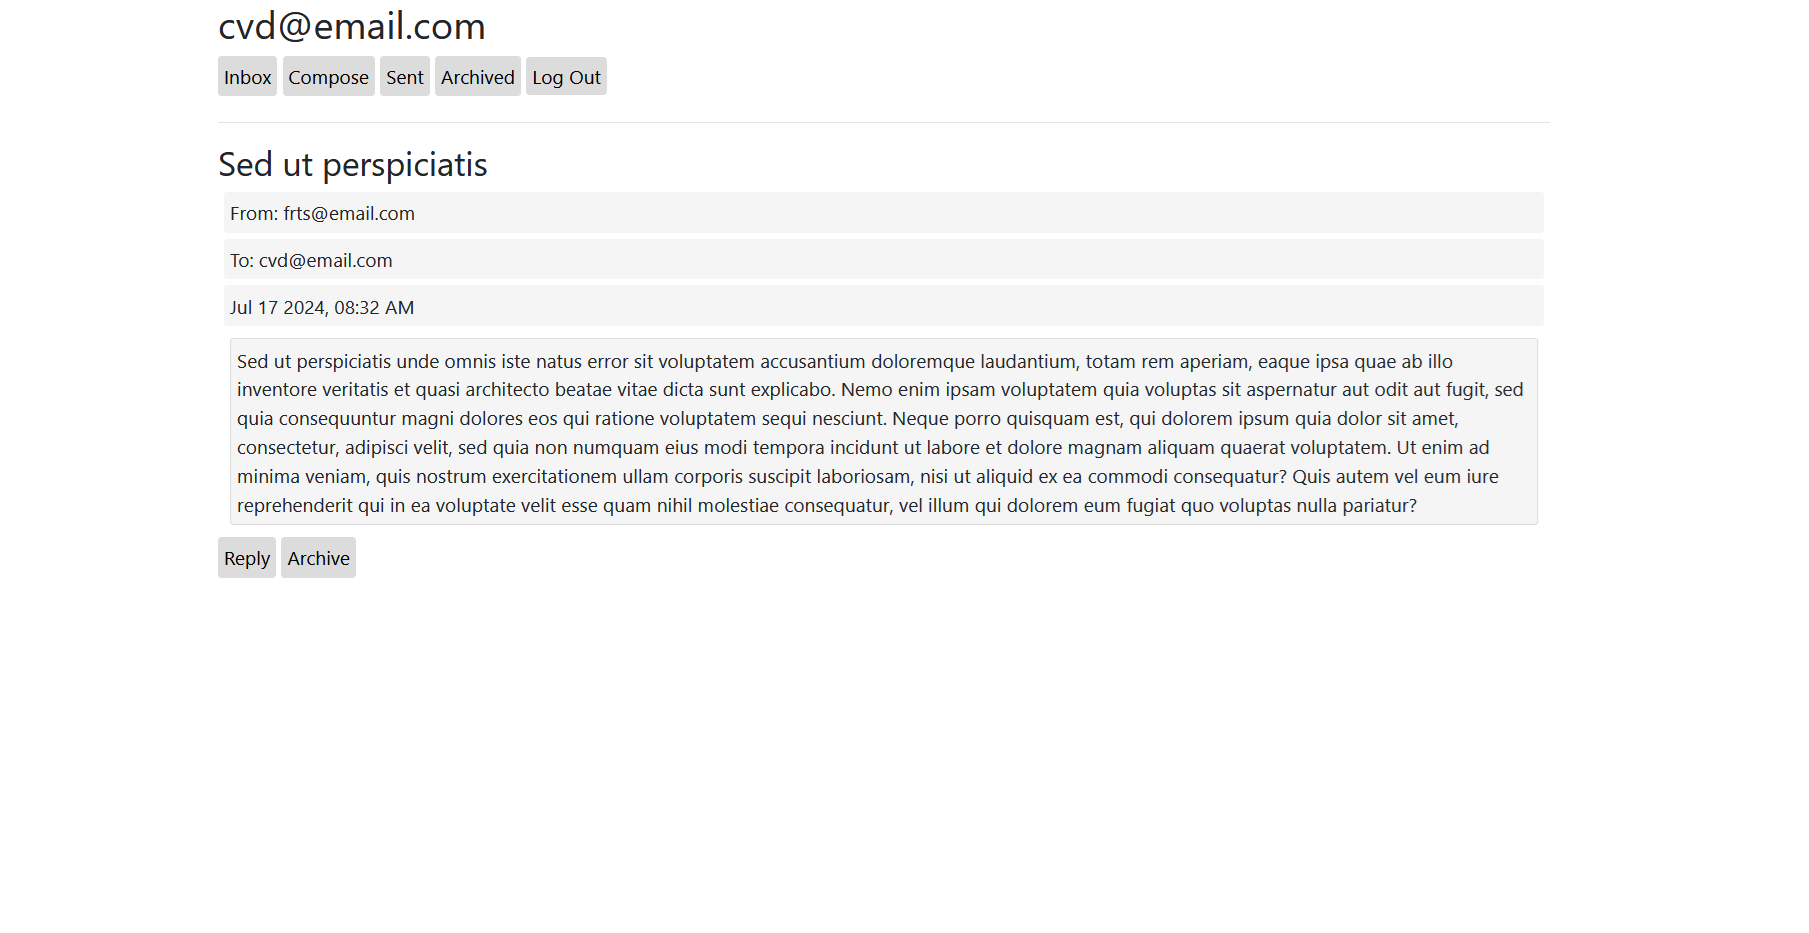 cvd@email.com
Inbox Compose Sent Archived Log Out
Sed ut perspiciatis
From: frts@email.com
To: cvd@email.com
Jul 17 2024, 08:32 AM
Sed ut perspiciatis unde omnis iste natus error sit voluptatem accusantium doloremque laudantium, totam rem aperiam, eaque ipsa quae ab illo
inventore veritatis et quasi architecto beatae vitae dicta sunt explicabo. Nemo enim ipsam voluptatem quia voluptas sit aspernatur aut odit aut fugit, sed
quia consequuntur magni dolores eos qui ratione voluptatem sequi nesciunt. Neque porro quisquam est, qui dolorem ipsum quia dolor sit amet,
consectetur, adipisci velit, sed quia non numquam eius modi tempora incidunt ut labore et dolore magnam aliquam quaerat voluptatem. Ut enim ad
minima veniam, quis nostrum exercitationem ullam corporis suscipit laboriosam, nisi ut aliquid ex ea commodi consequatur? Quis autem vel eum iure
reprehenderit qui in ea voluptate velit esse quam nihil molestiae consequatur, vel illum qui dolorem eum fugiat quo voluptas nulla pariatur?
Reply Archive